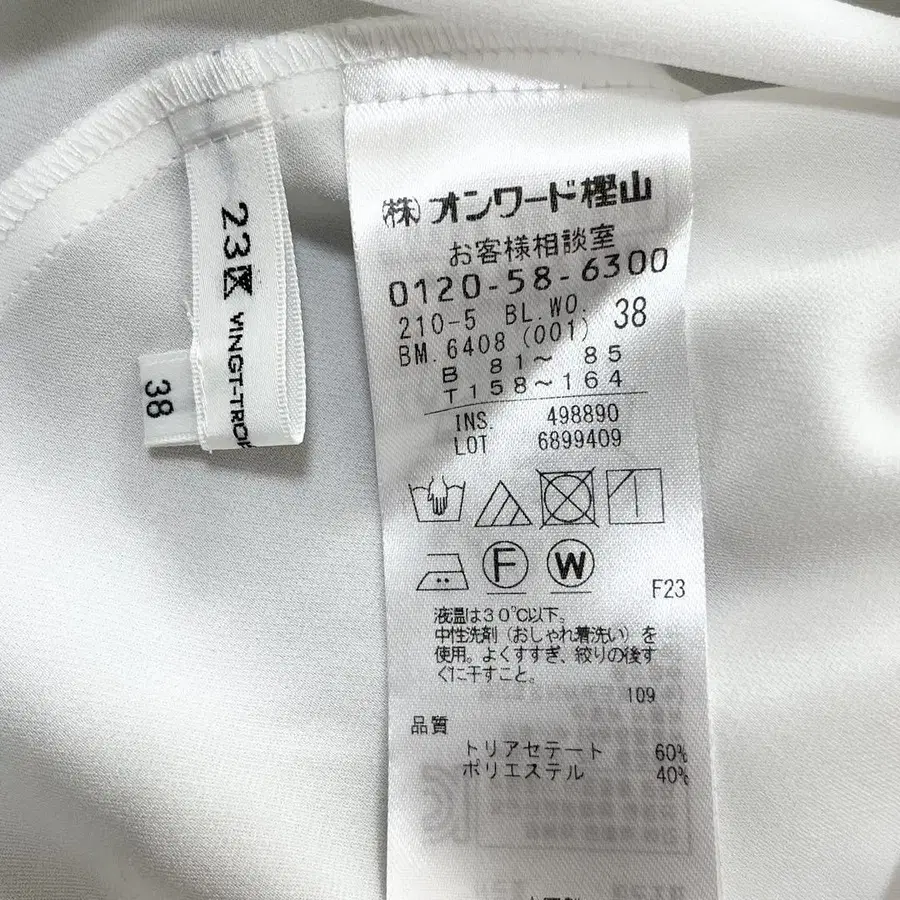 23区
VINGT-TROIS
38
(株)オンワード樫山
お客様相談室
0120-58-6300
210-5 BL.WO.
BM.6408 (001) 38
B 81~ 85
T158~164
INS. 498890
LOT 6899409
F
W
F23
液温は30℃以下。
中性洗剤(おしゃれ着洗い)を
使用。よくすすぎ、絞りの後す
ぐに干すこと。
109
品質
トリアセテート 60%
ポリエステル 40%